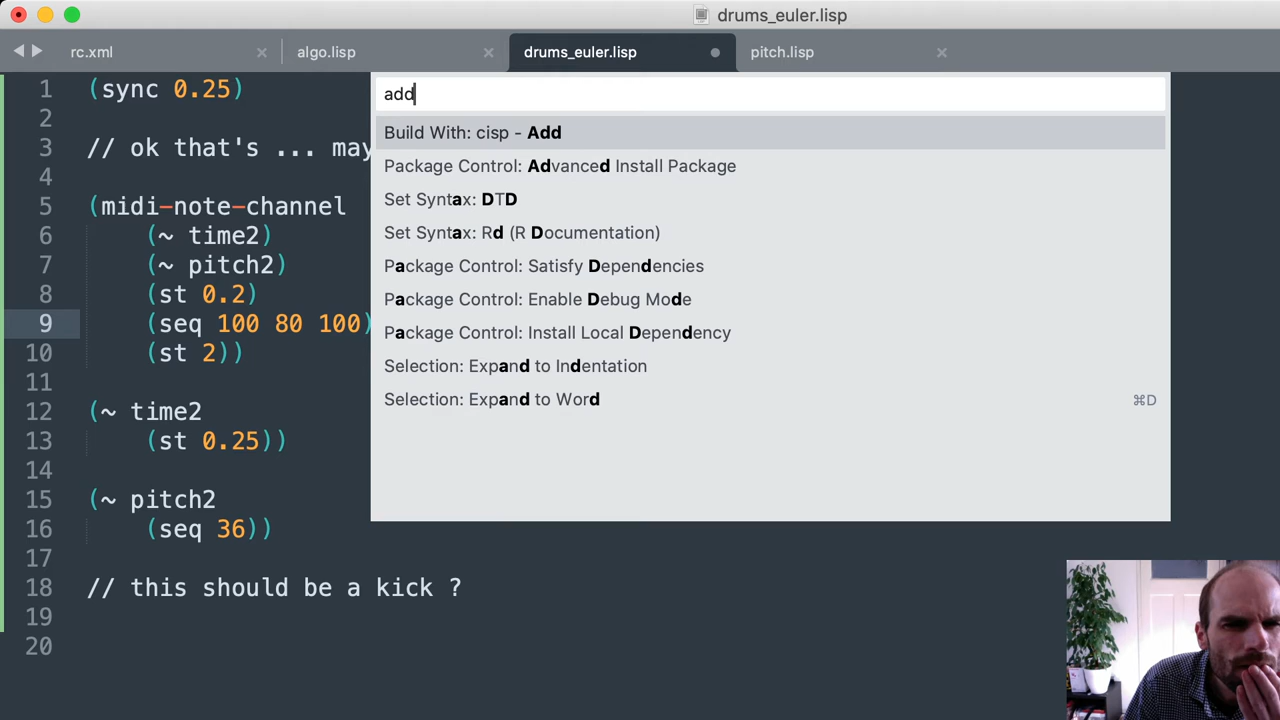 drums_euler.lisp
rc.xml
algo.lisp
drums_euler.lisp
pitch.lisp
add
Build With: cisp - Add
Package Control: Advanced Install Package
Set Syntax: DTD
Set Syntax: Rd (R Documentation)
Package Control: Satisfy Dependencies
Package Control: Enable Debug Mode
Package Control: Install Local Dependency
Selection: Expand to Indentation
Selection: Expand to Word ⌘D
1 (sync 0.25)
2
3 // ok that's ... may
4
5 (midi-note-channel
6 (~ time2)
7 (~ pitch2)
8 (st 0.2)
9 (seq 100 80 100)
10 (st 2))
11
12 (~ time2
13 (st 0.25))
14
15 (~ pitch2
16 (seq 36))
17
18 // this should be a kick ?
19
20